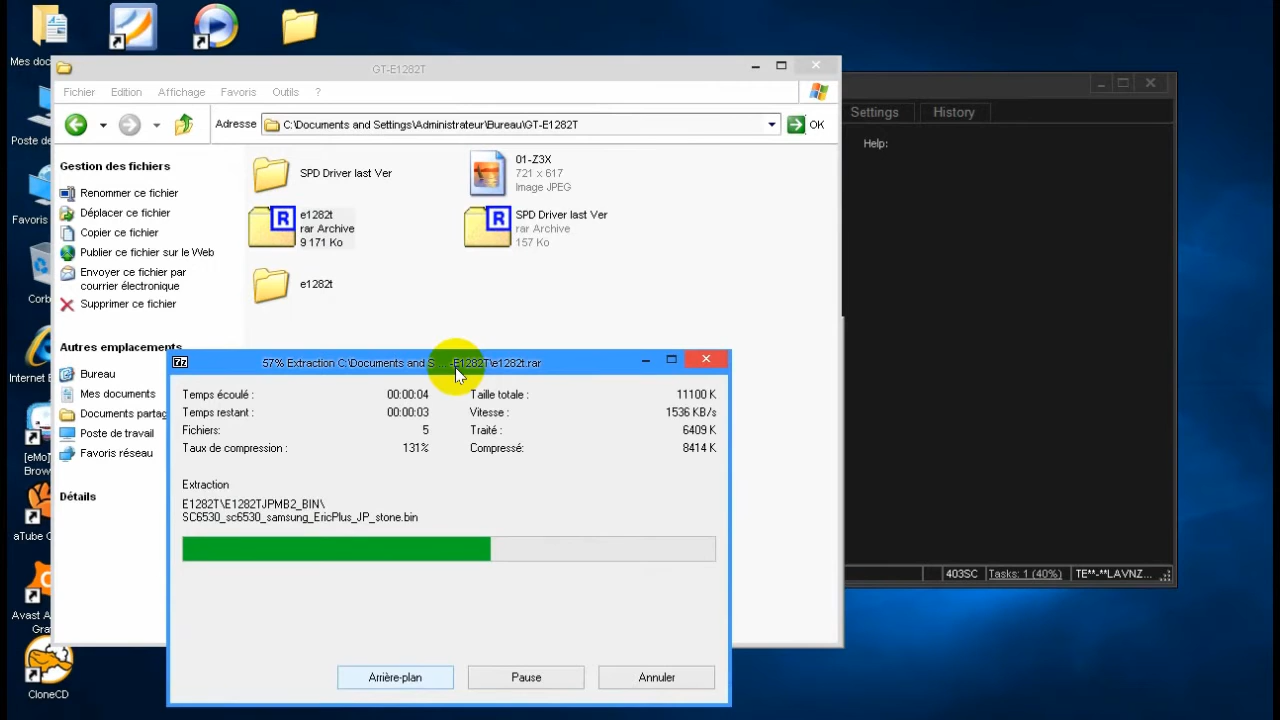 Mes doc
Poste de
Favoris
Corb
Internet E
[eMo]
Brow
aTube C
Avast A
Gra
CloneCD
GT-E1282T
Fichier Edition Affichage Favoris Outils ?
Adresse C:\Documents and Settings\Administrateur\Bureau\GT-E1282T OK
Gestion des fichiers
Renommer ce fichier
Déplacer ce fichier
Copier ce fichier
Publier ce fichier sur le Web
Envoyer ce fichier par
courrier électronique
Supprimer ce fichier
Autres emplacements
Bureau
Mes documents
Documents partag
Poste de travail
Favoris réseau
Détails
SPD Driver last Ver
01-Z3X
721 x 617
Image JPEG
R
e1282t
rar Archive
9 171 Ko
R
SPD Driver last Ver
rar Archive
157 Ko
e1282t
Settings History
Help:
403SC Tasks: 1 (40%) TE**-**LAVNZ...
7z 57% Extraction C:\Documents and S ... -E1282T\e1282t.rar
Temps écoulé : 00:00:04 Taille totale : 11100 K
Temps restant : 00:00:03 Vitesse : 1536 KB/s
Fichiers: 5 Traité : 6409 K
Taux de compression : 131% Compressé: 8414 K
Extraction
E1282T\E1282TJPMB2_BIN\
SC6530_sc6530_samsung_EricPlus_JP_stone.bin
Arrière-plan Pause Annuler